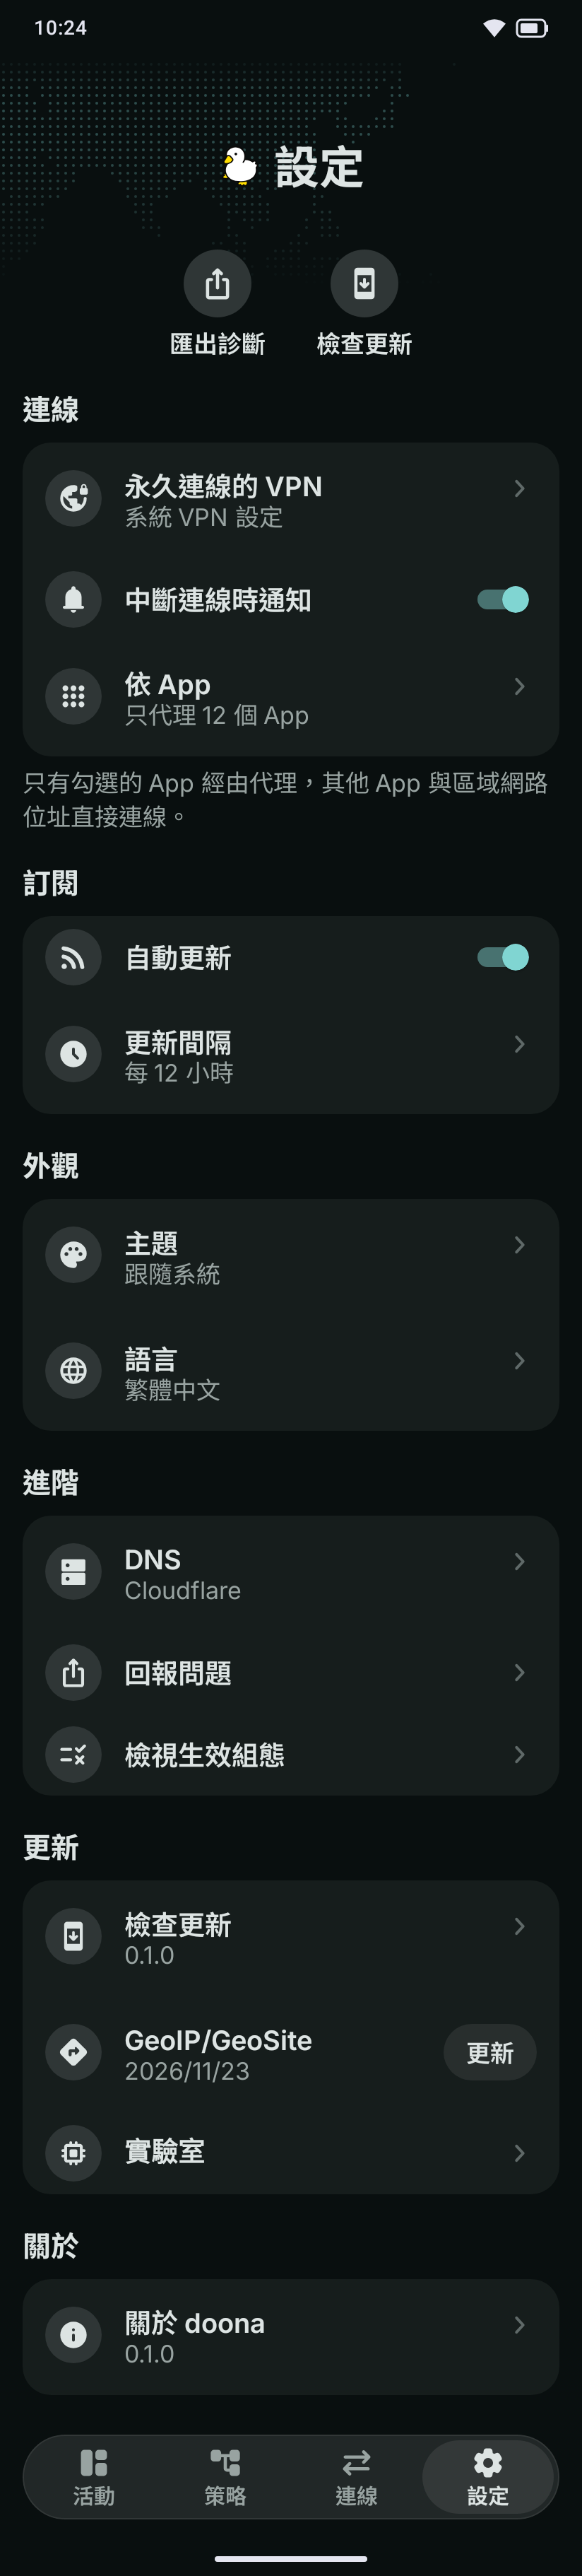 10:24
設定
匯出診斷
檢查更新
連線
永久連線的 VPN
系統 VPN 設定
中斷連線時通知
依 App
只代理 12 個 App
只有勾選的 App 經由代理，其他 App 與區域網路
位址直接連線。
訂閱
自動更新
更新間隔
每 12 小時
外觀
主題
跟隨系統
語言
繁體中文
進階
DNS
Cloudflare
回報問題
檢視生效組態
更新
檢查更新
0.1.0
GeoIP/GeoSite
2026/11/23
更新
實驗室
關於
關於 doona
0.1.0
活動
策略
連線
設定